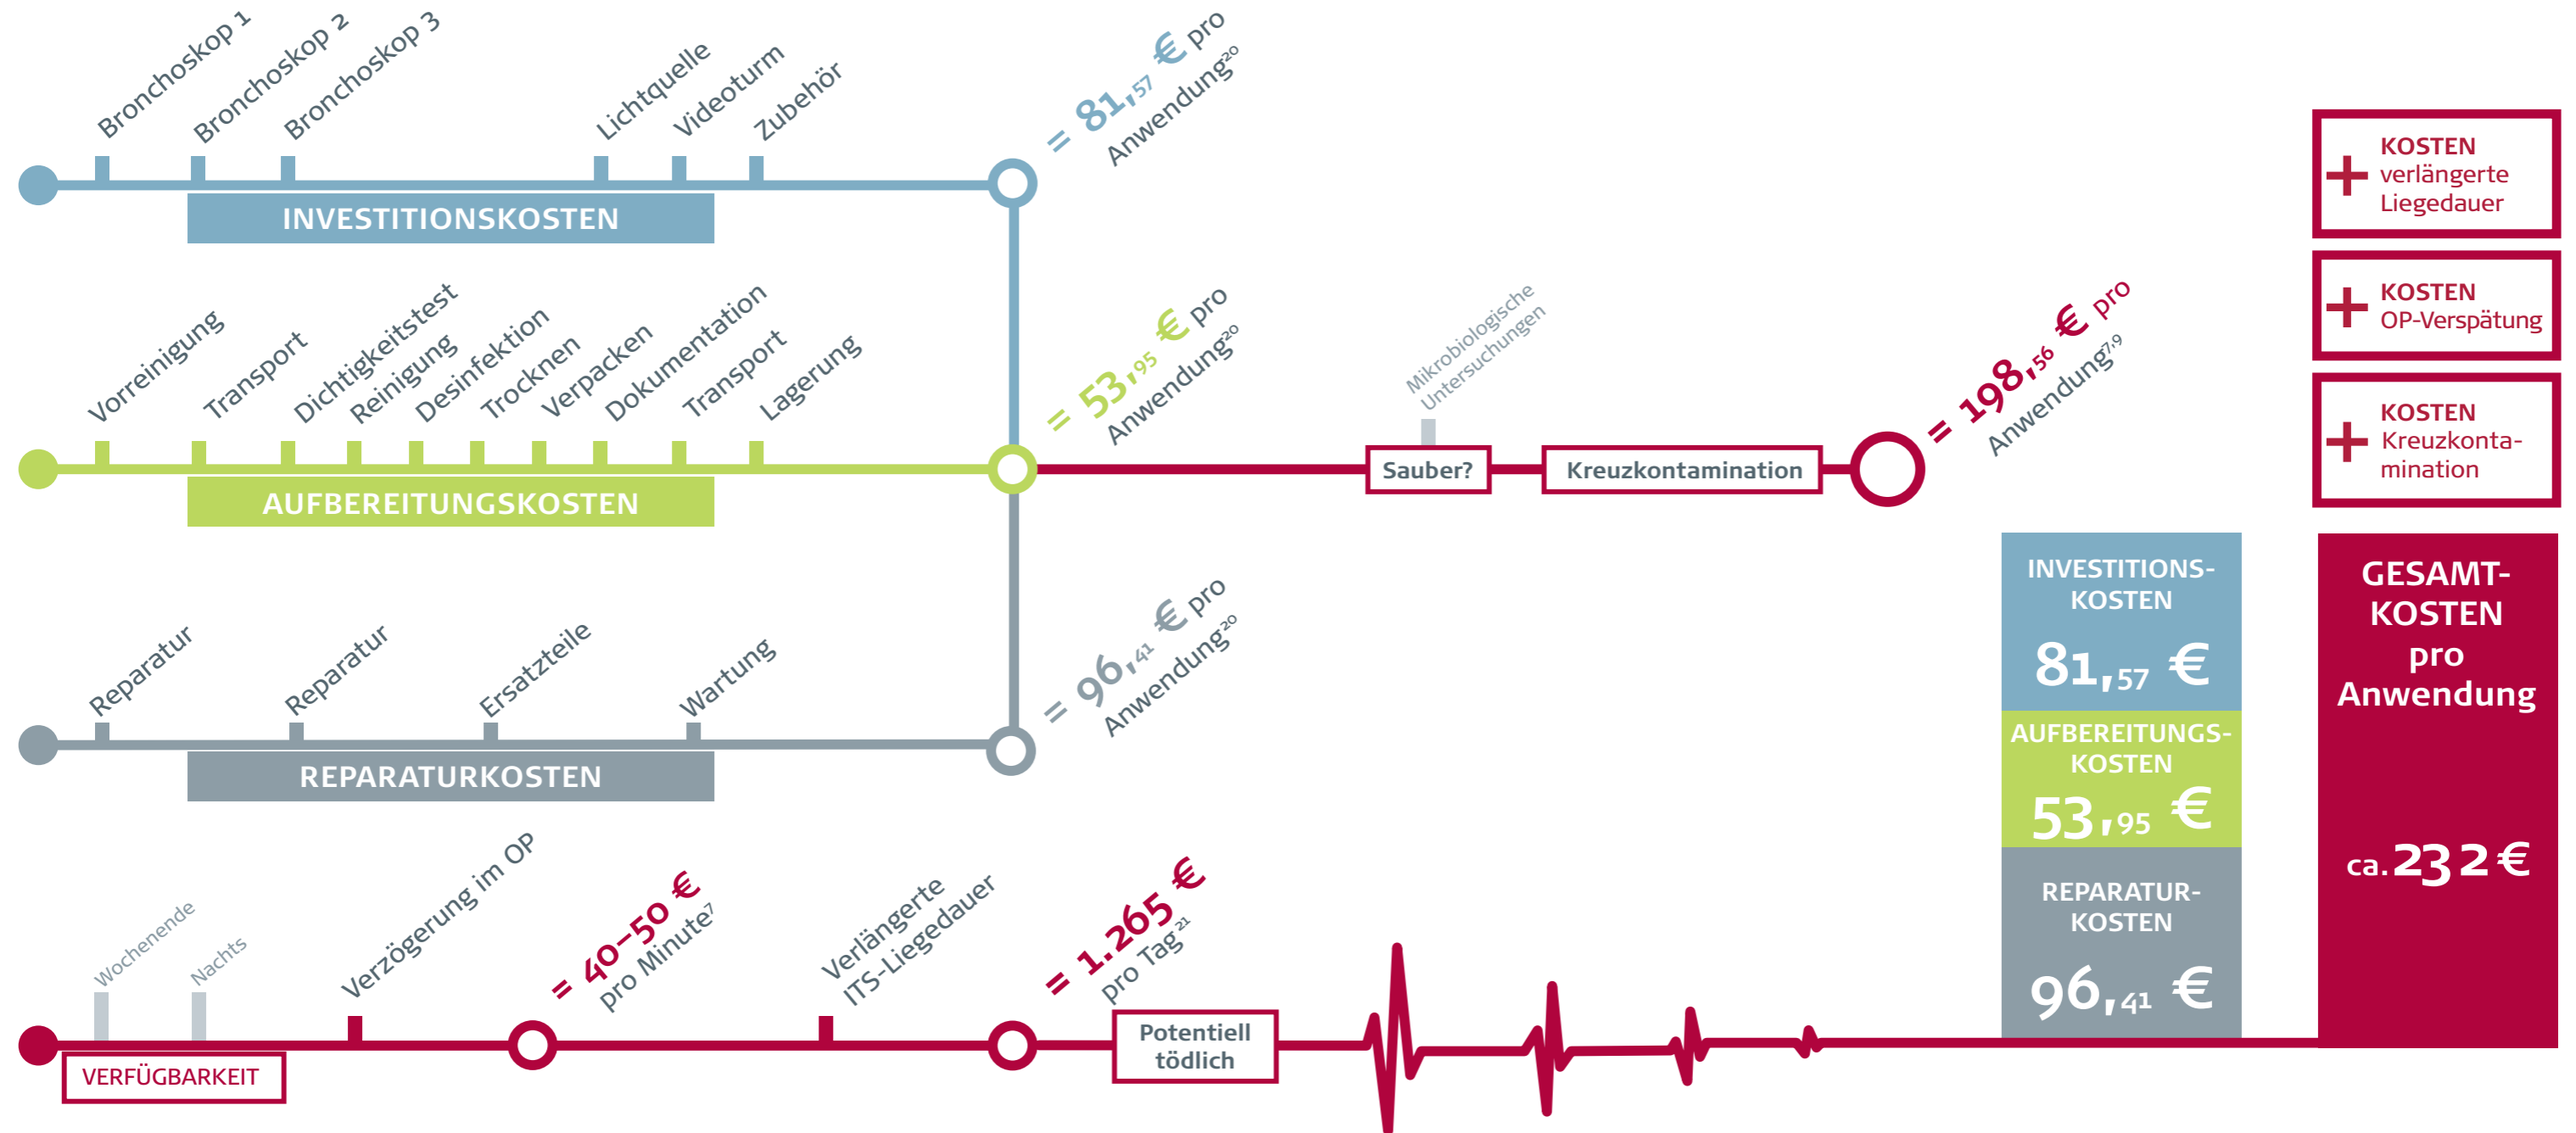 Bronchoskop 1
Bronchoskop 2
Bronchoskop 3
Lichtquelle
Videoturm
Zubehör
= 81,57 € pro
Anwendung²⁰
INVESTITIONSKOSTEN
Vorreinigung
Transport
Dichtigkeitstest
Reinigung
Desinfektion
Trocknen
Verpacken
Dokumentation
Transport
Lagerung
= 53,95 € pro
Anwendung²⁰
AUFBEREITUNGSKOSTEN
Mikrobiologische
Untersuchungen
Sauber?
Kreuzkontamination
= 198,56 € pro
Anwendung⁷,⁹
Reparatur
Reparatur
Ersatzteile
Wartung
= 96,41 € pro
Anwendung²⁰
REPARATURKOSTEN
Wochenende
Nachts
Verzögerung im OP
= 40–50 €
pro Minute⁷
Verlängerte
ITS-Liegedauer
= 1.265 €
pro Tag²¹
VERFÜGBARKEIT
Potentiell
tödlich
INVESTITIONS-
KOSTEN
81,57 €
AUFBEREITUNGS-
KOSTEN
53,95 €
REPARATUR-
KOSTEN
96,41 €
+ KOSTEN
verlängerte
Liegedauer
+ KOSTEN
OP-Verspätung
+ KOSTEN
Kreuzkonta-
mination
GESAMT-
KOSTEN
pro
Anwendung
ca. 232 €